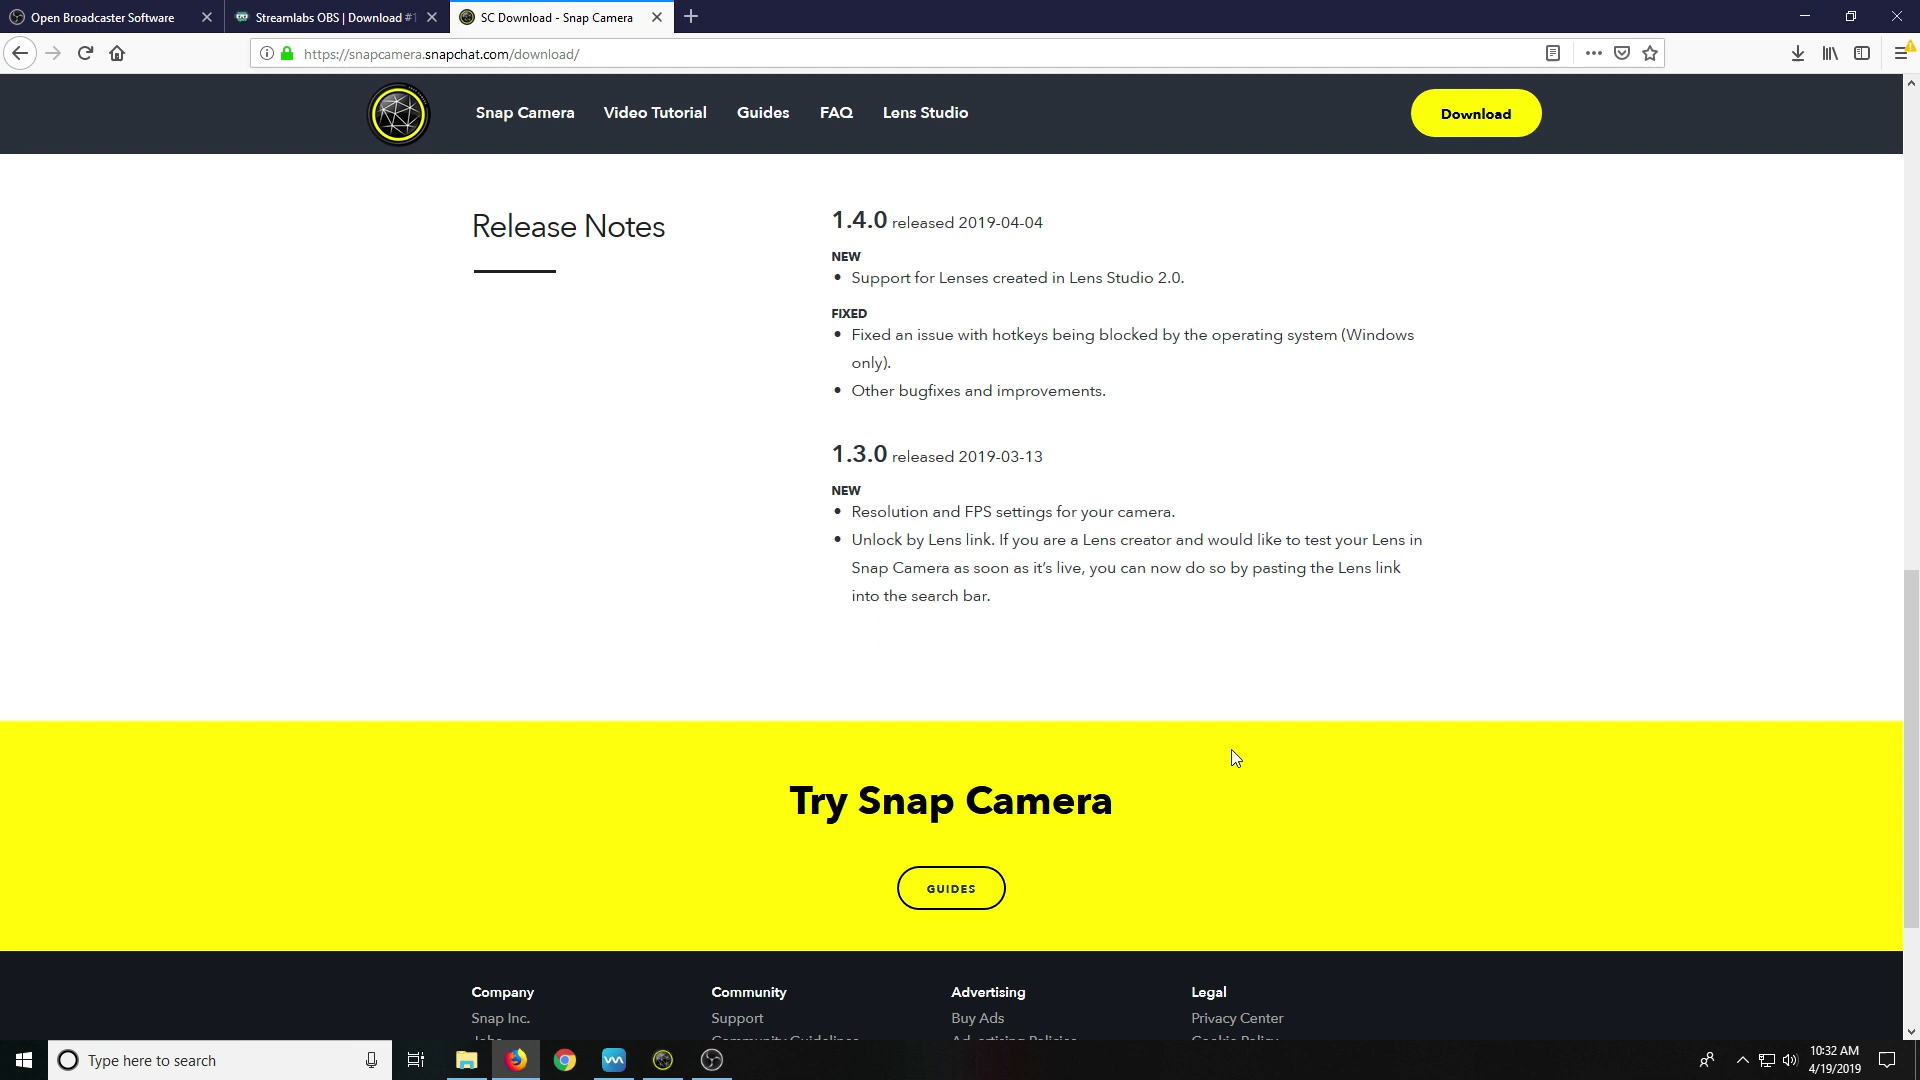 Open Broadcaster Software
Streamlabs OBS | Download #1
SC Download - Snap Camera
https://snapcamera.snapchat.com/download/
Snap Camera
Video Tutorial
Guides
FAQ
Lens Studio
Download
Release Notes
1.4.0 released 2019-04-04
NEW
• Support for Lenses created in Lens Studio 2.0.
FIXED
• Fixed an issue with hotkeys being blocked by the operating system (Windows
only).
• Other bugfixes and improvements.
1.3.0 released 2019-03-13
NEW
• Resolution and FPS settings for your camera.
• Unlock by Lens link. If you are a Lens creator and would like to test your Lens in
Snap Camera as soon as it's live, you can now do so by pasting the Lens link
into the search bar.
Try Snap Camera
GUIDES
Company
Community
Advertising
Legal
Snap Inc.
Support
Buy Ads
Privacy Center
Jobs
Community Guidelines
Advertising Policies
Cookie Policy
Type here to search
10:32 AM
4/19/2019